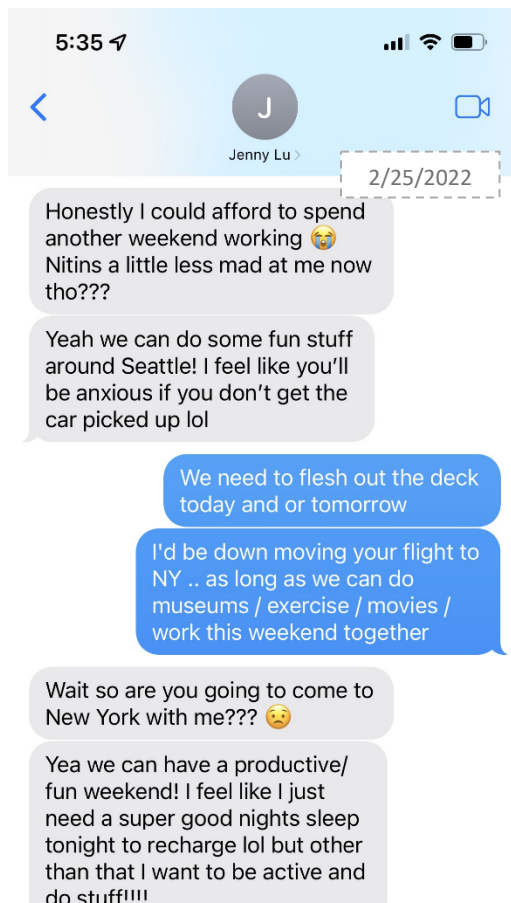 5:35
J
Jenny Lu
2/25/2022
Honestly I could afford to spend
another weekend working 😭
Nitins a little less mad at me now
tho???
Yeah we can do some fun stuff
around Seattle! I feel like you’ll
be anxious if you don’t get the
car picked up lol
We need to flesh out the deck
today and or tomorrow
I'd be down moving your flight to
NY .. as long as we can do
museums / exercise / movies /
work this weekend together
Wait so are you going to come to
New York with me??? 😟
Yea we can have a productive/
fun weekend! I feel like I just
need a super good nights sleep
tonight to recharge lol but other
than that I want to be active and
do stuff!!!!